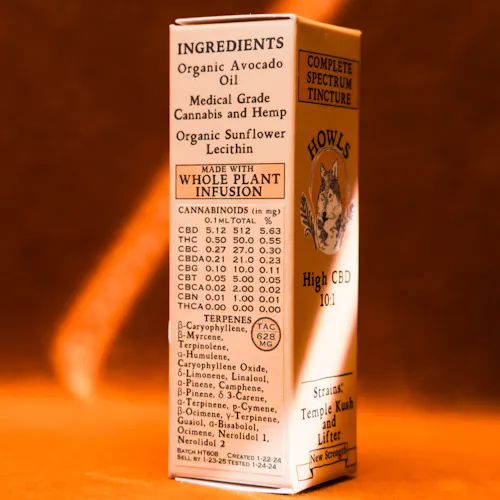 INGREDIENTS
Organic Avocado
Oil
Medical Grade
Cannabis and Hemp
Organic Sunflower
Lecithin
MADE WITH
WHOLE PLANT
INFUSION
CANNABINOIDS (in mg)
0.1ML TOTAL %
CBD 5.12 512 5.63
THC 0.50 50.0 0.55
CBC 0.27 27.0 0.30
CBDA 0.21 21.0 0.23
CBG 0.10 10.0 0.11
CBT 0.05 5.00 0.05
CBCA 0.02 2.00 0.02
CBN 0.01 1.00 0.01
THCA 0.00 0.00 0.00
TERPENES
β-Caryophyllene,
β-Myrcene,
Terpinolene,
α-Humulene,
Caryophyllene Oxide,
δ-Limonene, Linalool,
α-Pinene, Camphene,
β-Pinene. δ 3-Carene,
α-Terpinene, p-Cymene,
β-Ocimene, γ-Terpinene,
Guaiol, α-Bisabolol,
Ocimene, Nerolidol 1,
Nerolidol 2
TAC
628
MG
BATCH HT608 CREATED 1-22-24
SELL BY 1-23-25 TESTED 1-24-24
COMPLETE
SPECTRUM
TINCTURE
HOWLS
High CBD
10:1
Strains:
Temple Kush
and
Lifter
New Strength